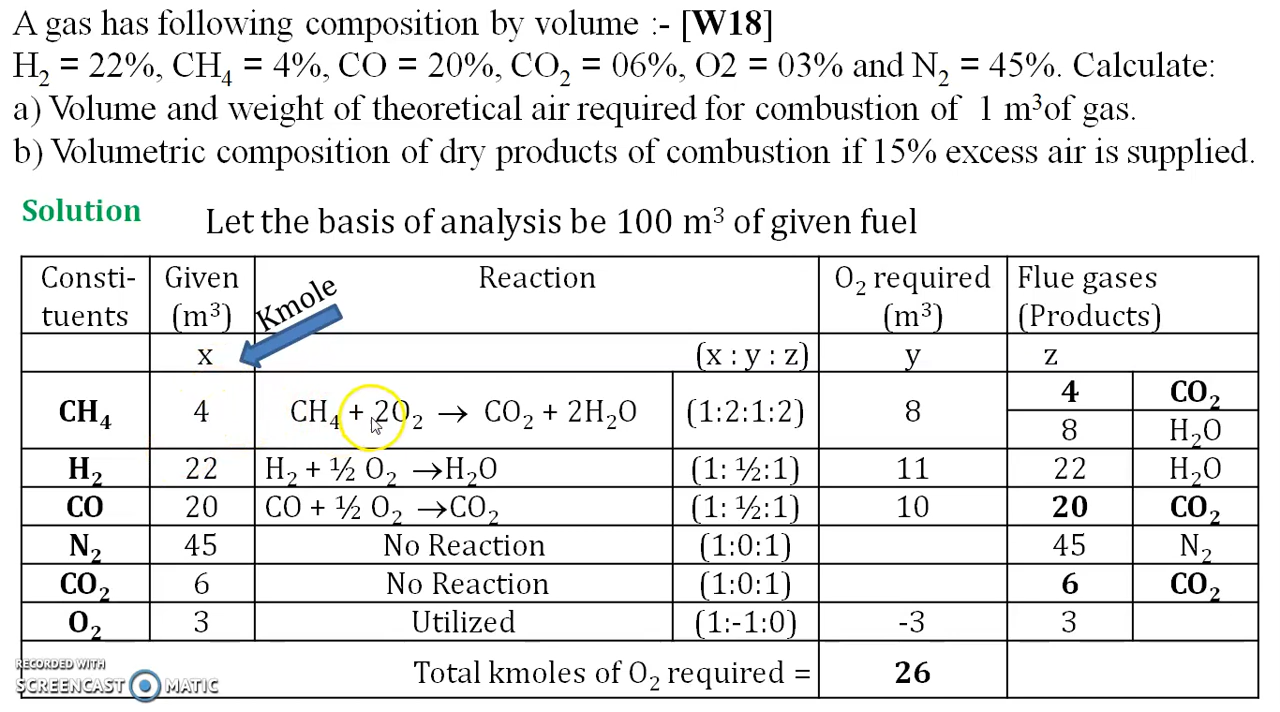 A gas has following composition by volume :- [W18]
H₂ = 22%, CH₄ = 4%, CO = 20%, CO₂ = 06%, O2 = 03% and N₂ = 45%. Calculate:
a) Volume and weight of theoretical air required for combustion of 1 m³of gas.
b) Volumetric composition of dry products of combustion if 15% excess air is supplied.
Solution Let the basis of analysis be 100 m³ of given fuel
Consti- Given Reaction O₂ required Flue gases
tuents (m³) Kmole (m³) (Products)
x (x : y : z) y z
CH₄ 4 CH₄ + 2O₂ → CO₂ + 2H₂O (1:2:1:2) 8 4 CO₂
8 H₂O
H₂ 22 H₂ + ½ O₂ →H₂O (1: ½:1) 11 22 H₂O
CO 20 CO + ½ O₂ →CO₂ (1: ½:1) 10 20 CO₂
N₂ 45 No Reaction (1:0:1) 45 N₂
CO₂ 6 No Reaction (1:0:1) 6 CO₂
O₂ 3 Utilized (1:-1:0) -3 3
Total kmoles of O₂ required = 26
RECORDED WITH
SCREENCAST MATIC